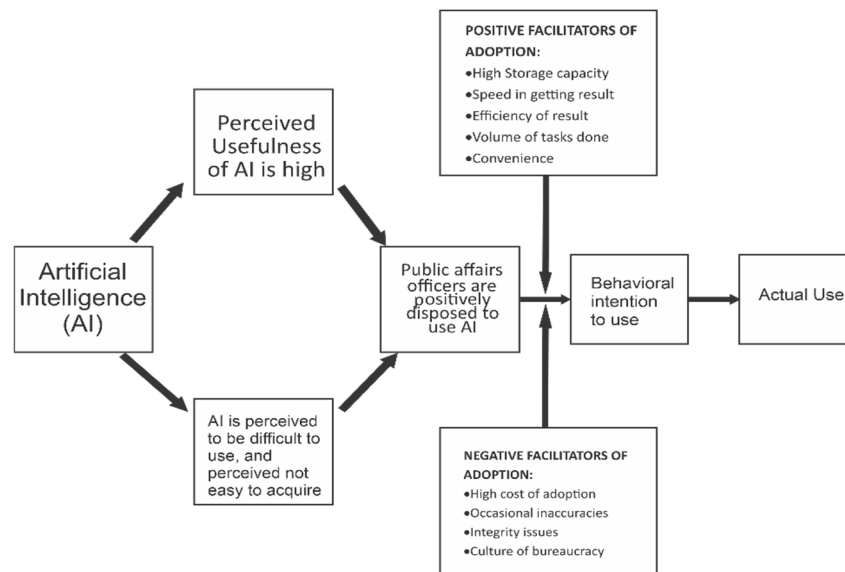 POSITIVE FACILITATORS OF
ADOPTION:
•High Storage capacity
•Speed in getting result
•Efficiency of result
•Volume of tasks done
•Convenience
Perceived
Usefulness
of AI is high
Artificial
Intelligence
(AI)
Public affairs
officers are
positively
disposed to
use AI
Behavioral
intention
to use
Actual Use
AI is perceived
to be difficult to
use, and
perceived not
easy to acquire
NEGATIVE FACILITATORS OF
ADOPTION:
•High cost of adoption
•Occasional inaccuracies
•Integrity issues
•Culture of bureaucracy